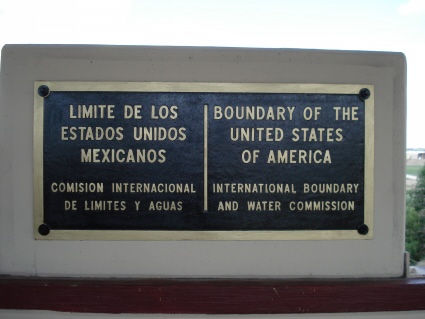 LIMITE DE LOS
ESTADOS UNIDOS
MEXICANOS
COMISION INTERNACIONAL
DE LIMITES Y AGUAS
BOUNDARY OF THE
UNITED STATES
OF AMERICA
INTERNATIONAL BOUNDARY
AND WATER COMMISSION